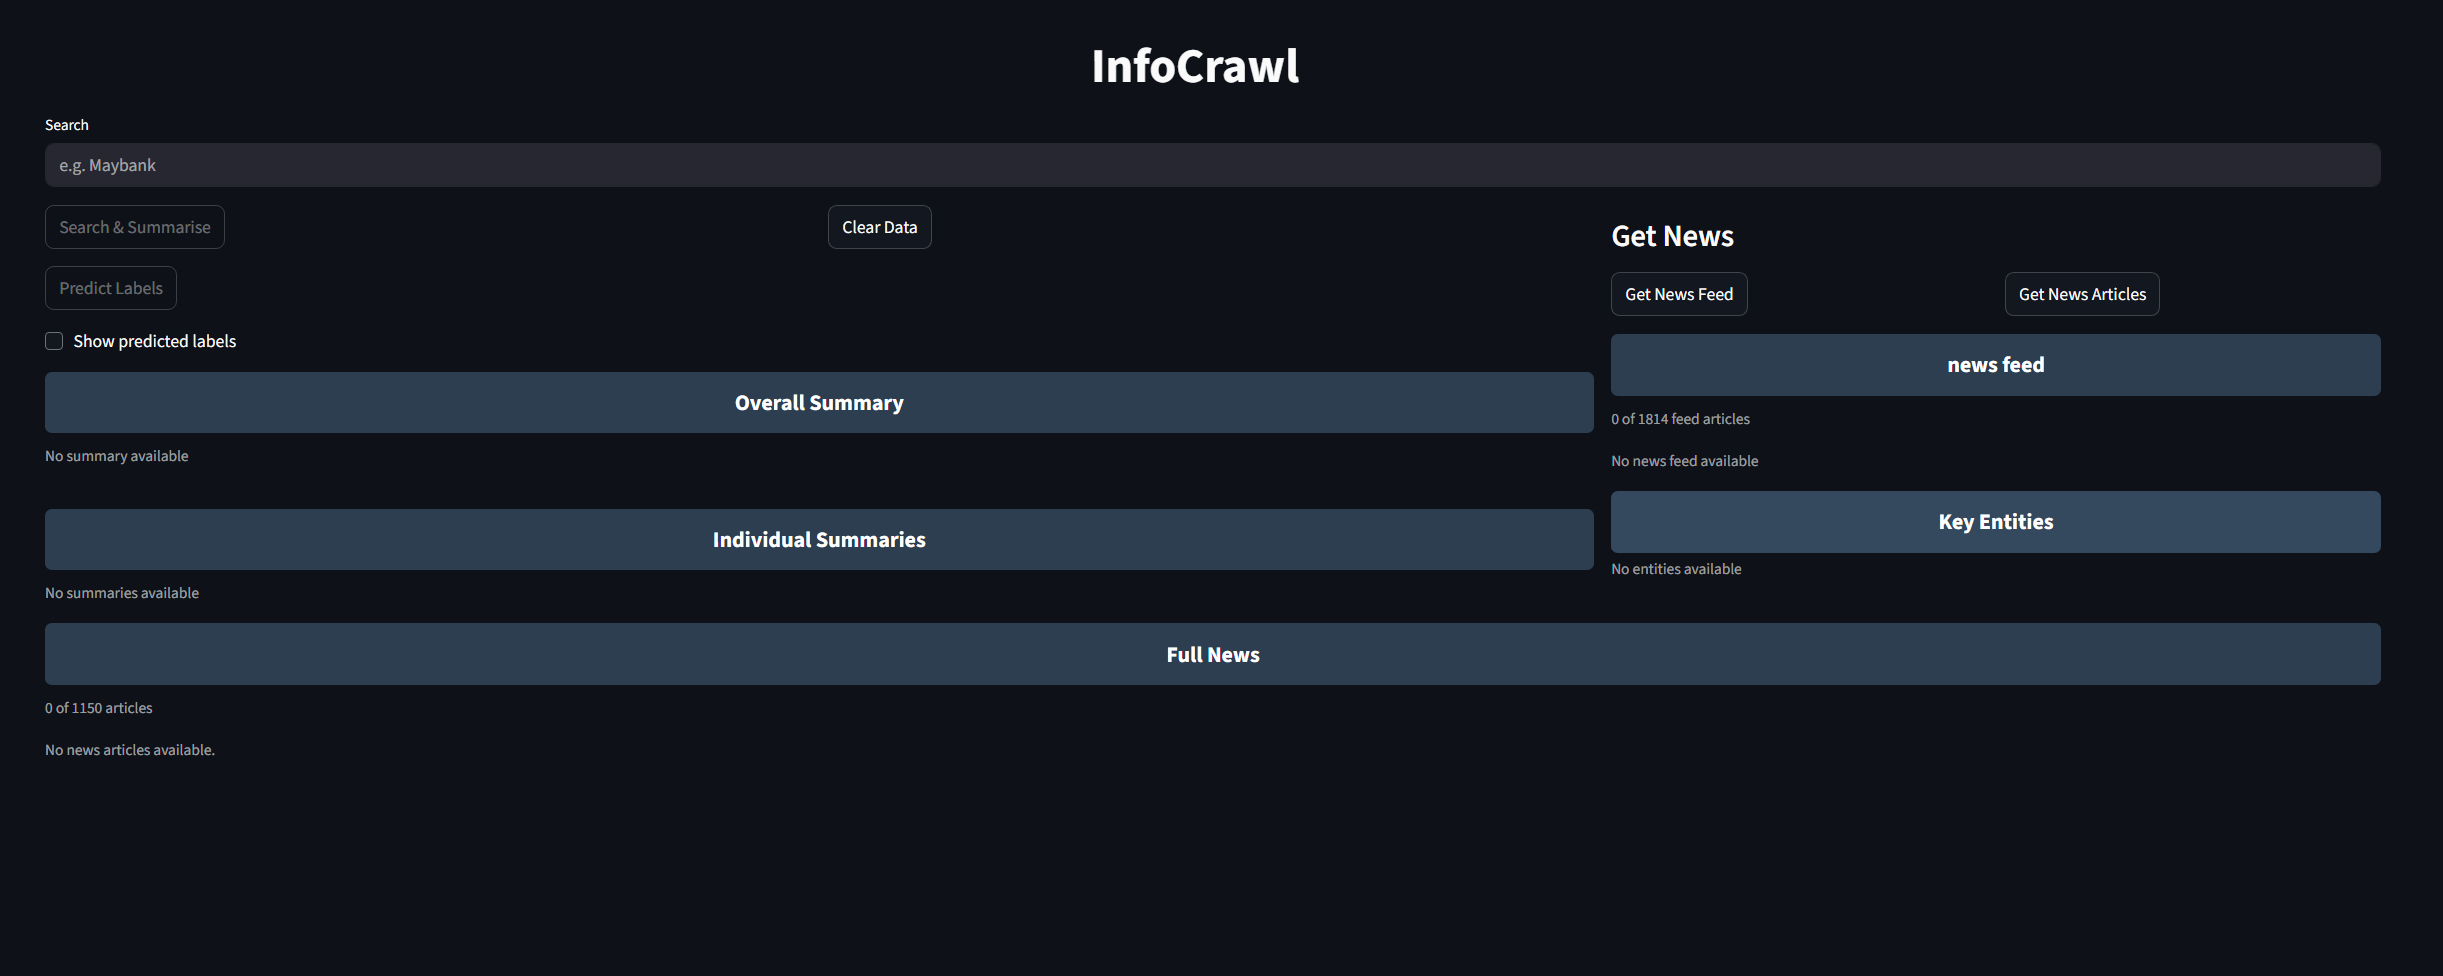 InfoCrawl
Search
e.g. Maybank
Search & Summarise
Clear Data
Predict Labels
Show predicted labels
Overall Summary
No summary available
Individual Summaries
No summaries available
Get News
Get News Feed
Get News Articles
news feed
0 of 1814 feed articles
No news feed available
Key Entities
No entities available
Full News
0 of 1150 articles
No news articles available.